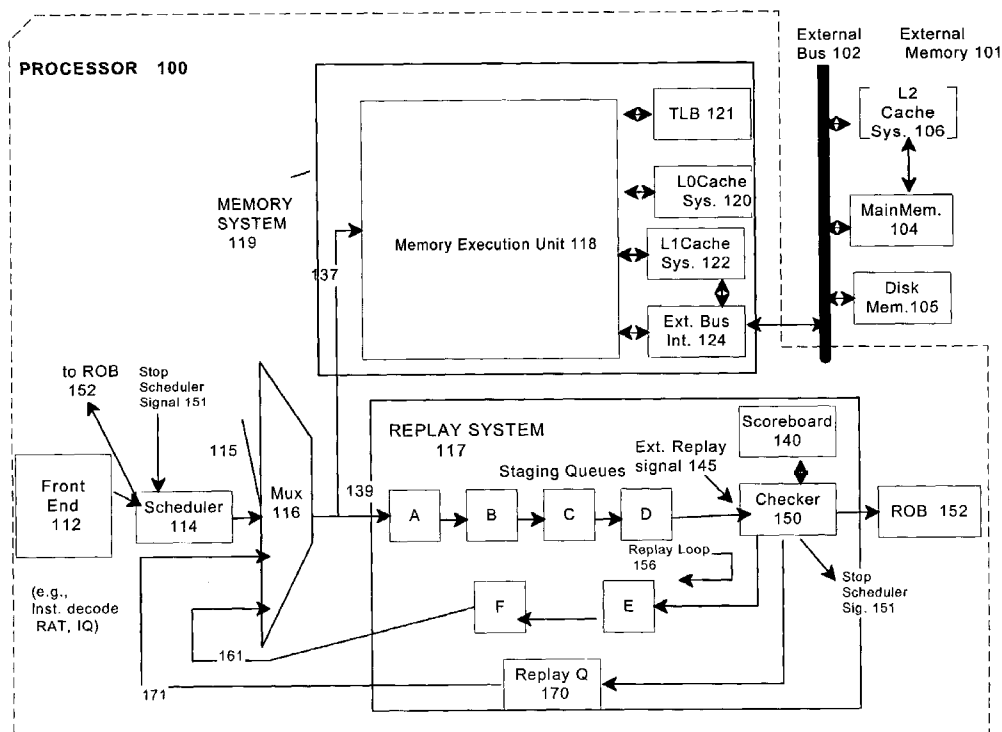 PROCESSOR 100
External
Bus 102
External
Memory 101
L2
Cache
Sys. 106
MainMem.
104
Disk
Mem.105
TLB 121
L0Cache
Sys. 120
L1Cache
Sys. 122
Ext. Bus
Int. 124
Memory Execution Unit 118
MEMORY
SYSTEM
119
137
to ROB
152
Stop
Scheduler
Signal 151
115
Front
End
112
Scheduler
114
Mux
116
139
(e.g.,
Inst. decode
RAT, IQ)
REPLAY SYSTEM
117
Staging Queues
Ext. Replay
signal 145
Scoreboard
140
A
B
C
D
Checker
150
ROB 152
Replay Loop
156
Stop
Scheduler
Sig. 151
F
E
161
171
Replay Q
170